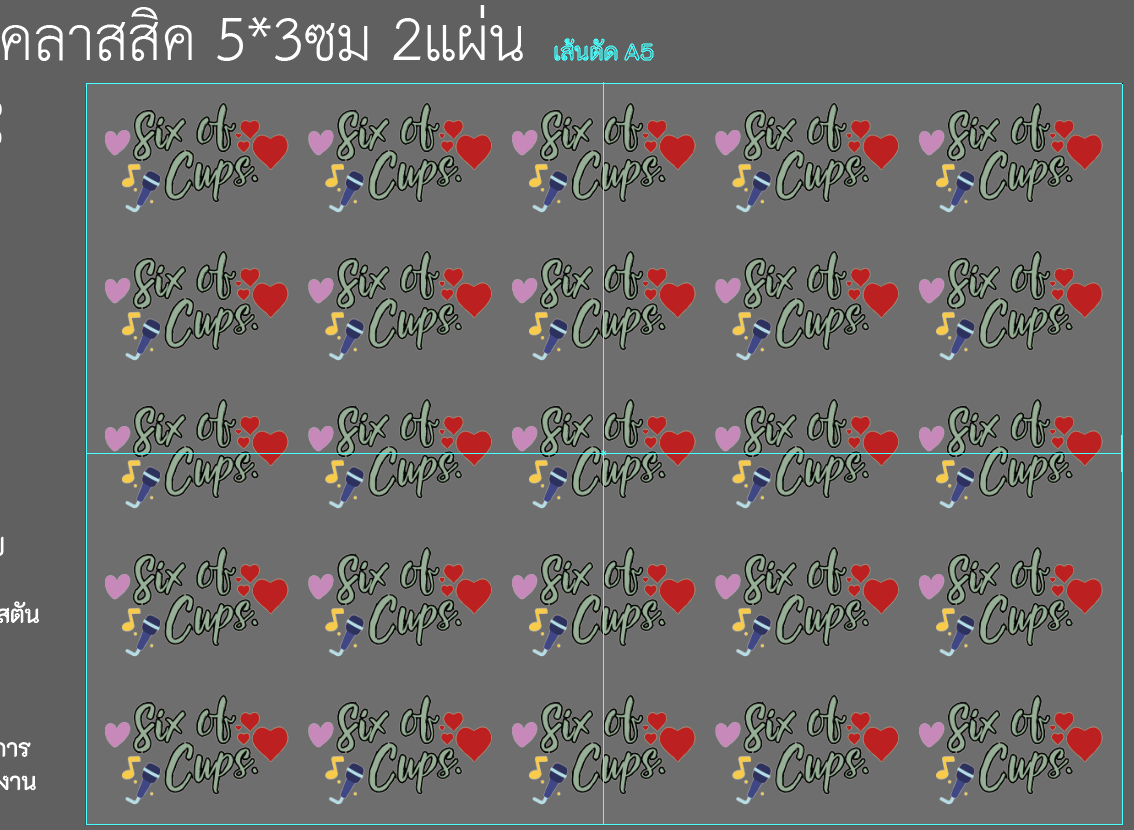 คลาสสิค 5*3ซม 2แผ่น เส้นตัด A5
Six of Six of Six of Six of Six of
Cups. Cups. Cups. Cups. Cups.
Six of Six of Six of Six of Six of
Cups. Cups. Cups. Cups. Cups.
Six of Six of Six of Six of Six of
Cups. Cups. Cups. Cups. Cups.
Six of Six of Six of Six of Six of
Cups. Cups. Cups. Cups. Cups.
สตัน
Six of Six of Six of Six of Six of
Cups. Cups. Cups. Cups. Cups.
การ
งาน